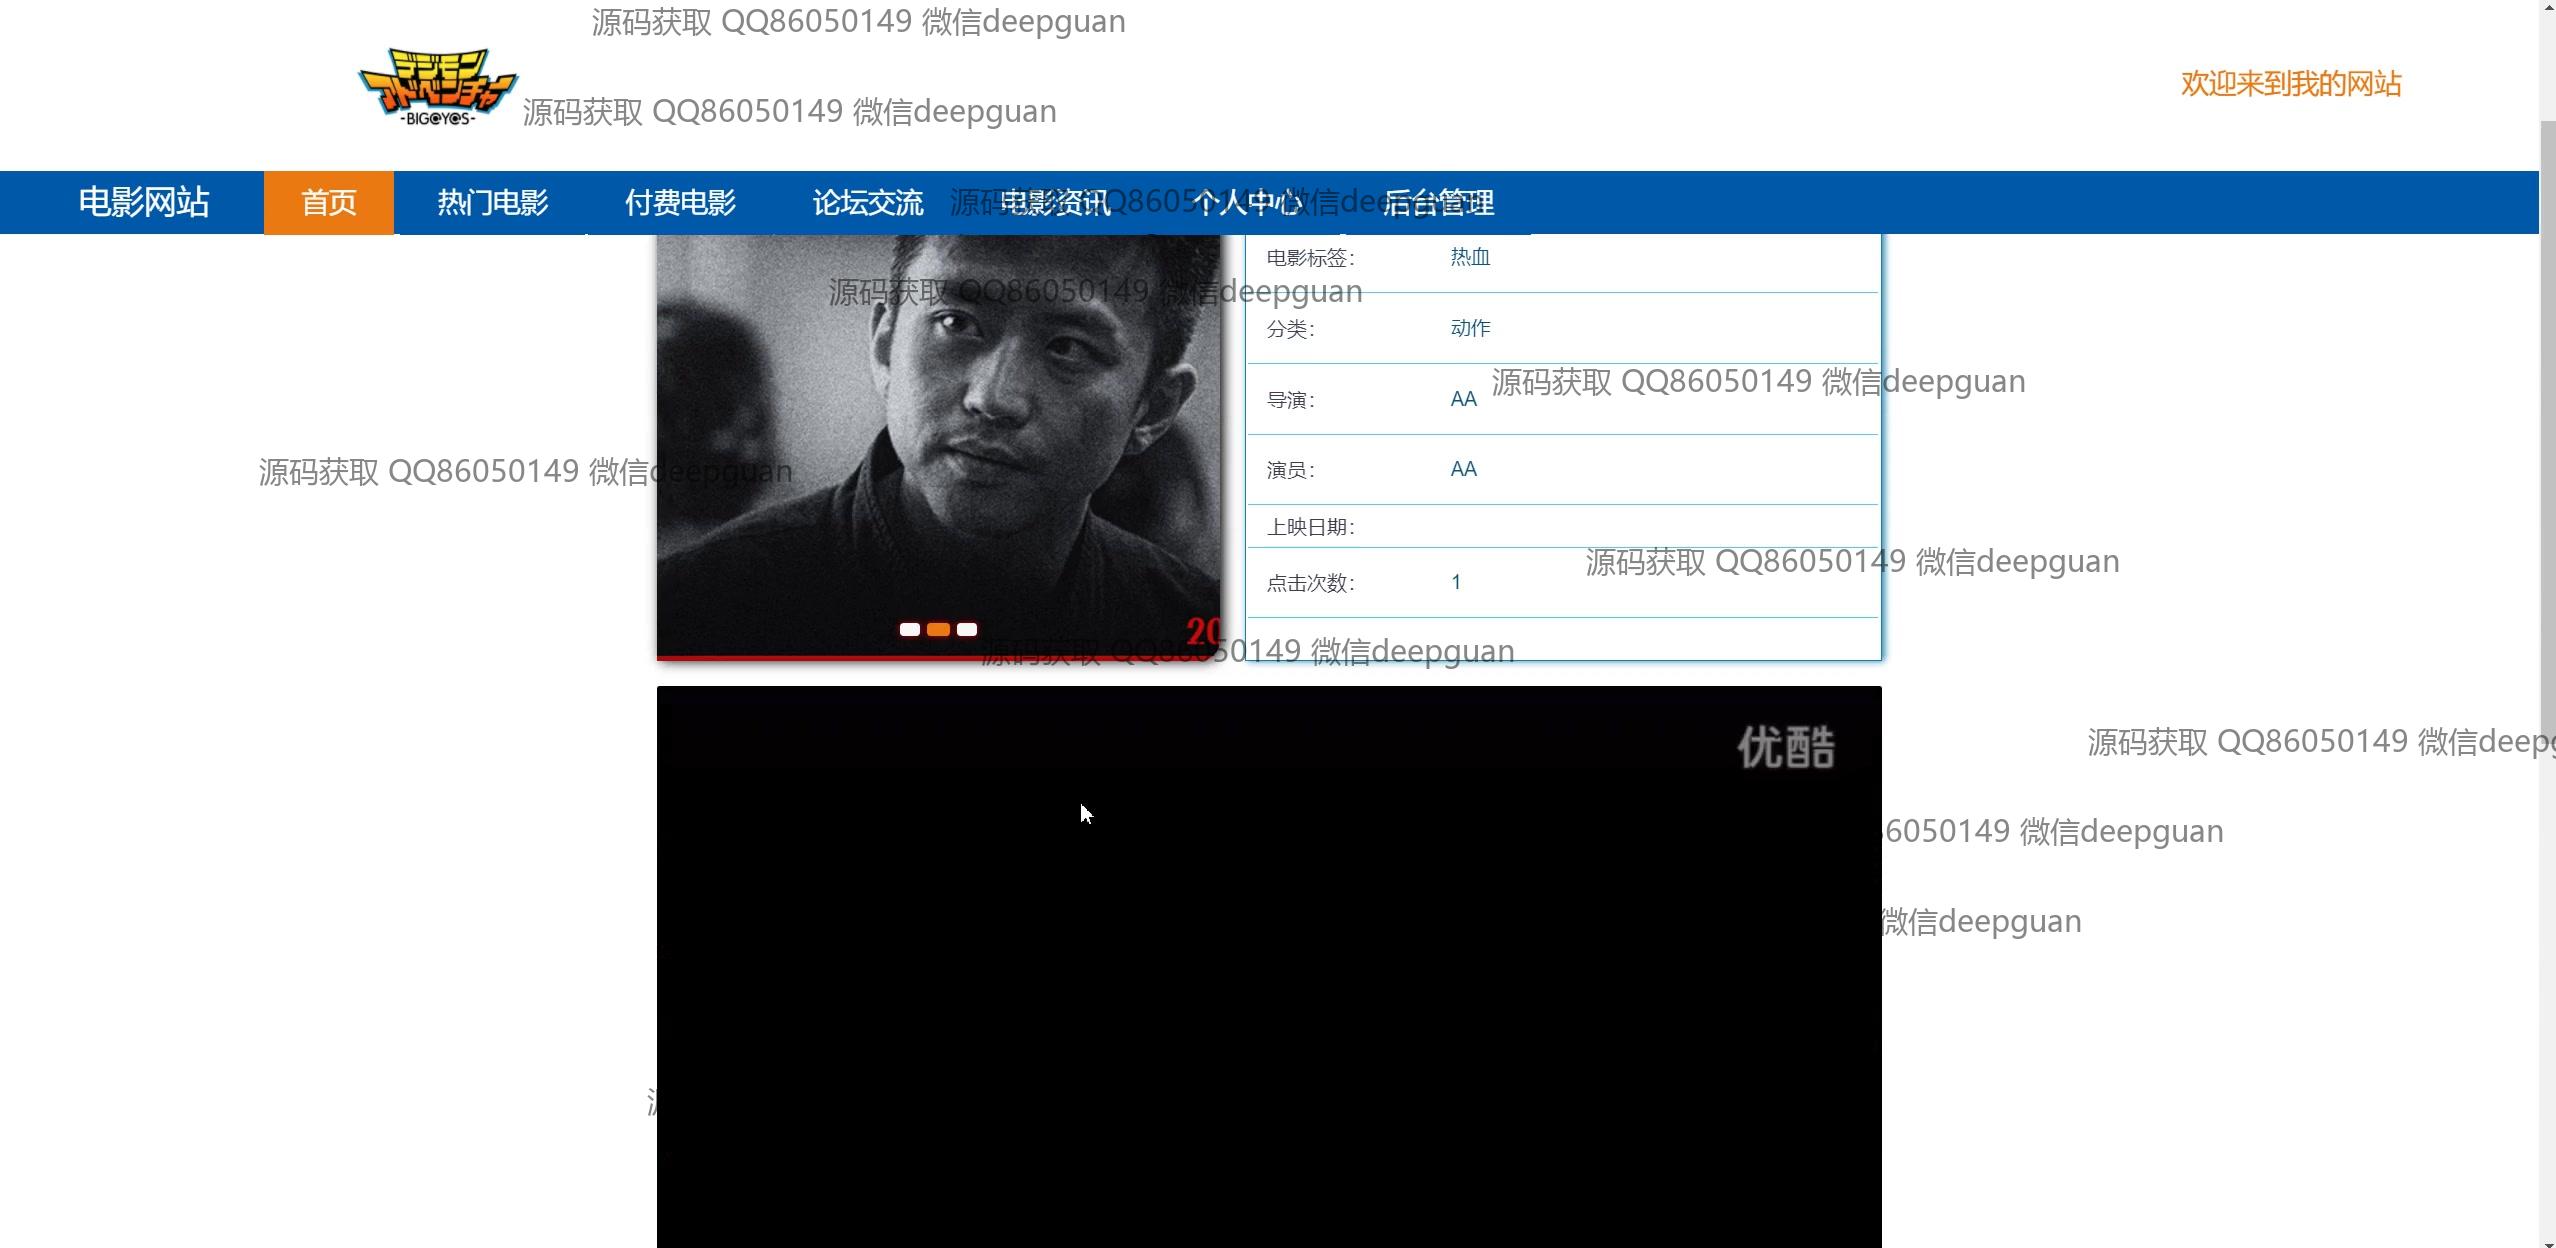 源码获取 QQ86050149 微信deepguan
デジモン
アドベンチャー
-BIG@Y@S-
源码获取 QQ86050149 微信deepguan
欢迎来到我的网站
电影网站 首页 热门电影 付费电影 论坛交流 电影资讯 个人中心 后台管理
源码获取 QQ86050149 微信deepguan
电影标签： 热血
源码获取 QQ86050149 微信deepguan
分类： 动作
导演： AA
源码获取 QQ86050149 微信deepguan
演员： AA
源码获取 QQ86050149 微信deepguan
上映日期：
源码获取 QQ86050149 微信deepguan
点击次数： 1
20
源码获取 QQ86050149 微信deepguan
优酷
源码获取 QQ86050149 微信deep
6050149 微信deepguan
微信deepguan